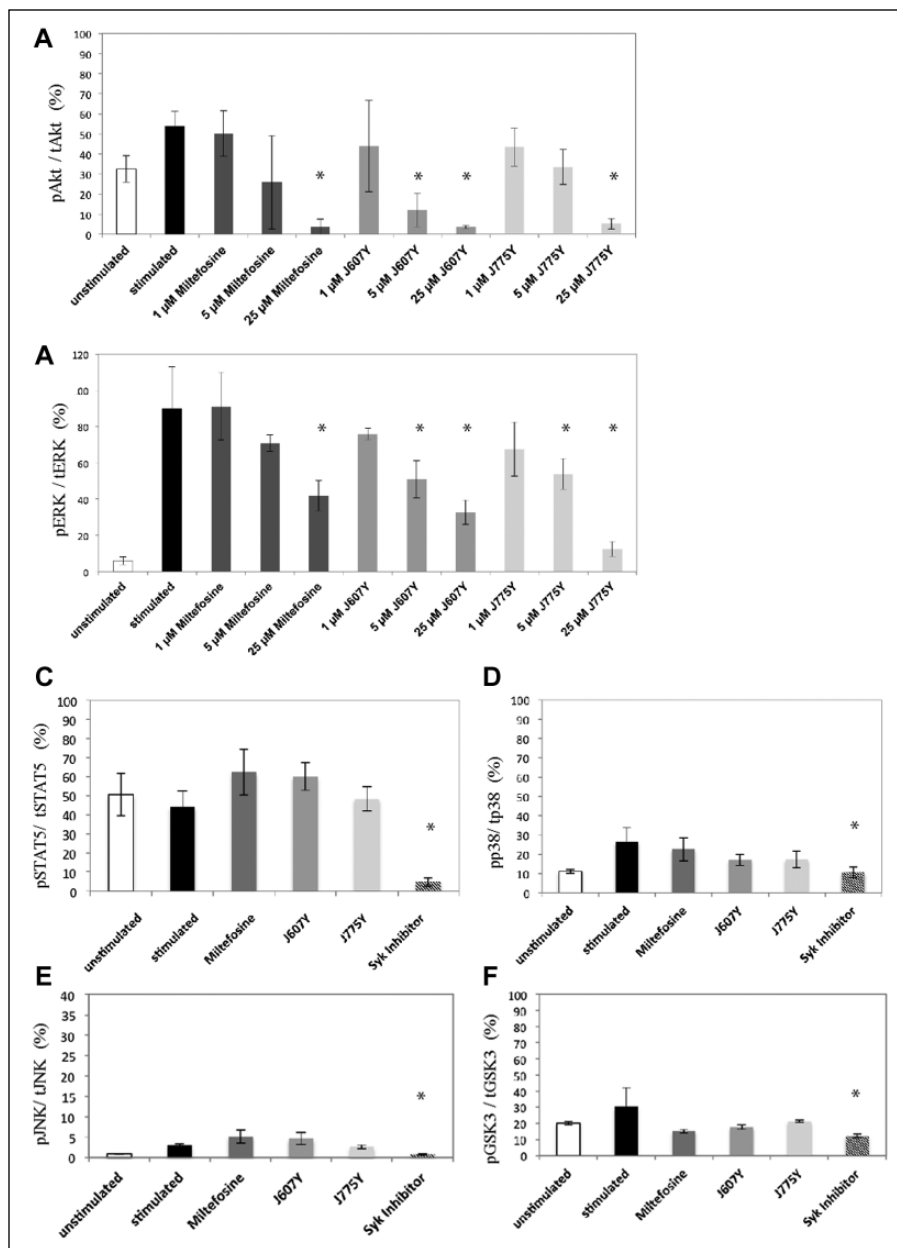 A
pAkt / tAkt (%)
100
90
80
70
60
50
40
30
20
10
0
*
*
*
*
unstimulated
stimulated
1 µM Miltefosine
5 µM Miltefosine
25 µM Miltefosine
1 µM J607Y
5 µM J607Y
25 µM J607Y
1 µM J775Y
5 µM J775Y
25 µM J775Y
A
pERK / tERK (%)
120
00
80
60
40
20
0
*
*
*
*
*
unstimulated
stimulated
1 µM Miltefosine
5 µM Miltefosine
25 µM Miltefosine
1 µM J607Y
5 µM J607Y
25 µM J607Y
1 µM J775Y
5 µM J775Y
25 µM J775Y
C
pSTAT5/ tSTAT5 (%)
100
90
80
70
60
50
40
30
20
10
0
*
unstimulated
stimulated
Miltefosine
J607Y
J775Y
Syk Inhibitor
D
pp38/ tp38 (%)
100
90
80
70
60
50
40
30
20
10
0
*
unstimulated
stimulated
Miltefosine
J607Y
J775Y
Syk Inhibitor
E
pJNK/ tJNK (%)
40
35
30
25
20
15
10
5
0
*
unstimulated
stimulated
Miltefosine
J607Y
J775Y
Syk Inhibitor
F
pGSK3 / tGSK3 (%)
100
90
80
70
60
50
40
30
20
10
0
*
unstimulated
stimulated
Miltefosine
J607Y
J775Y
Syk Inhibitor